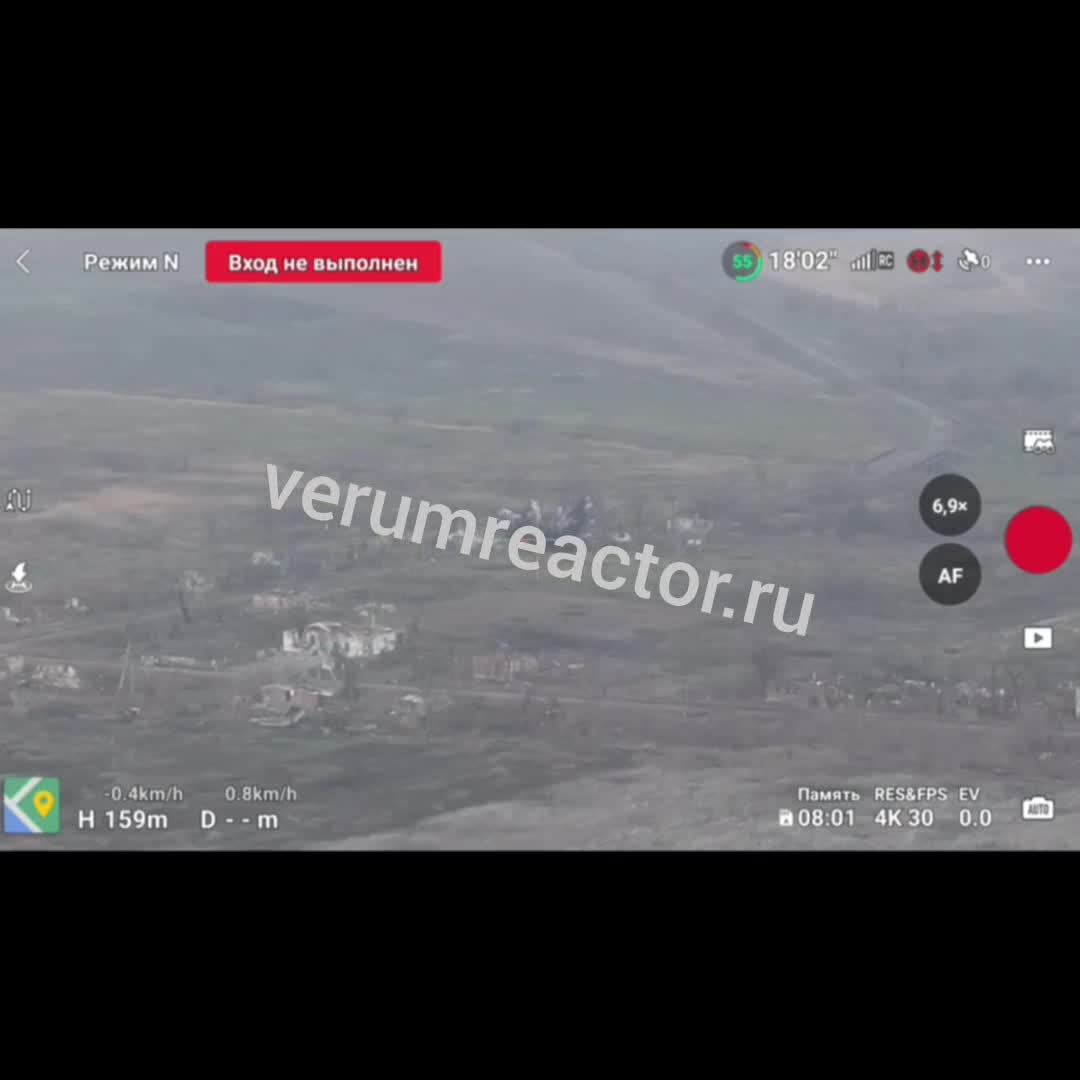 Режим N
Вход не выполнен
55
18'02"
RC
0
verumreactor.ru
6,9×
AF
-0.4km/h 0.8km/h
H 159m D - - m
Память RES&FPS EV
08:01 4K 30 0.0
AUTO